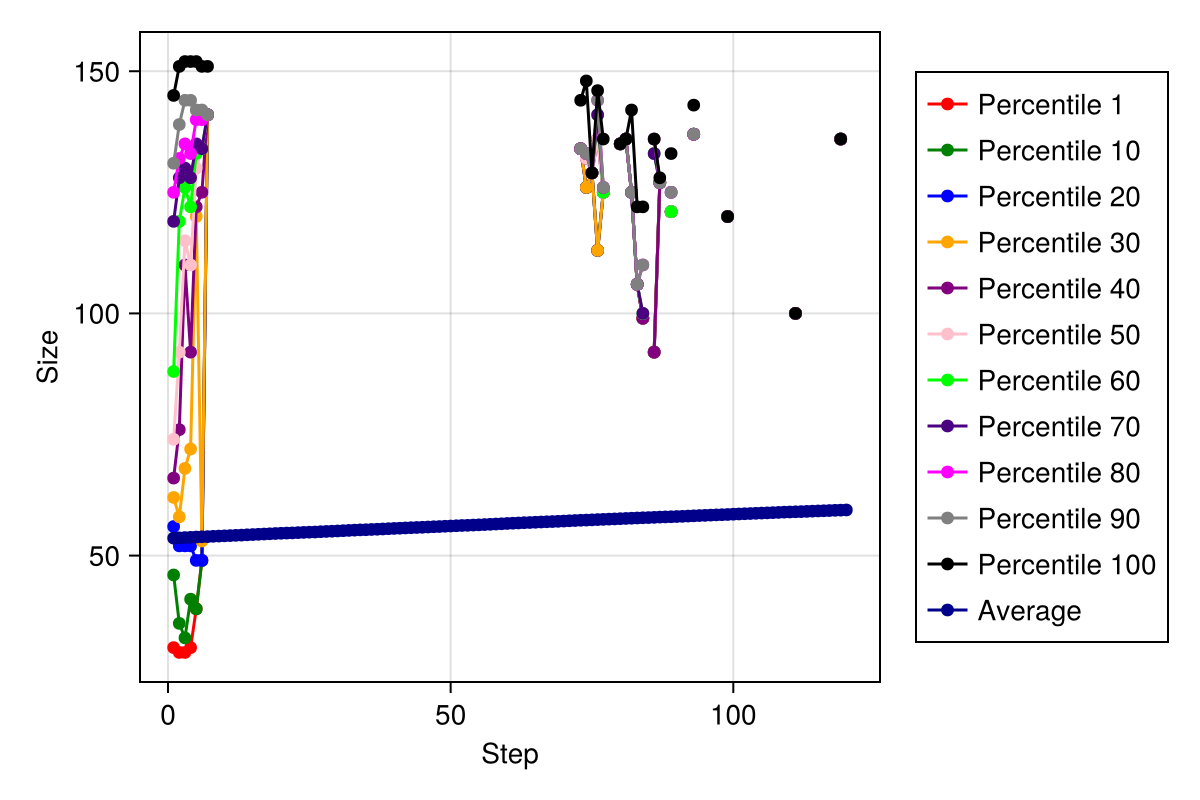 150
100
50
0
50
100
Size
Step
Percentile 1
Percentile 10
Percentile 20
Percentile 30
Percentile 40
Percentile 50
Percentile 60
Percentile 70
Percentile 80
Percentile 90
Percentile 100
Average